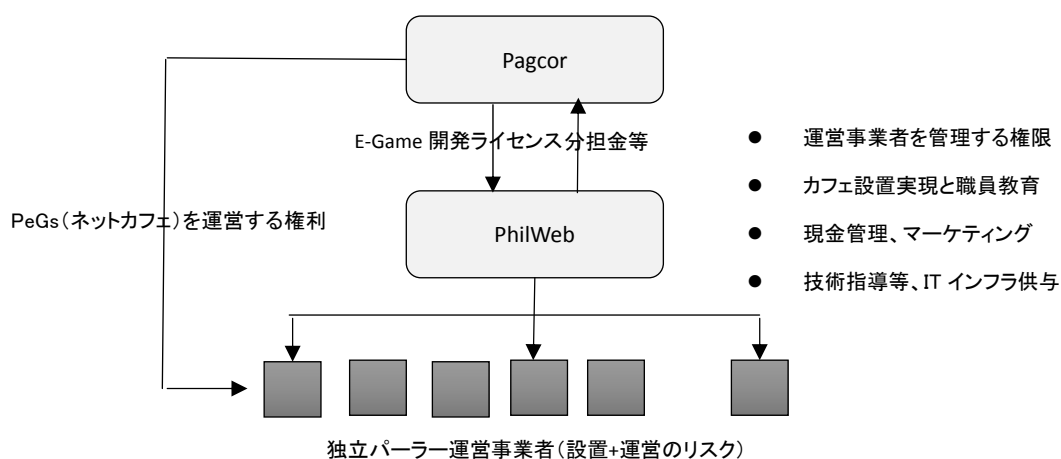 Pagcor
E-Game 開発ライセンス分担金等
PeGs(ネットカフェ)を運営する権利
PhilWeb
● 運営事業者を管理する権限
● カフェ設置実現と職員教育
● 現金管理、マーケティング
● 技術指導等、IT インフラ供与
独立パーラー運営事業者(設置+運営のリスク)